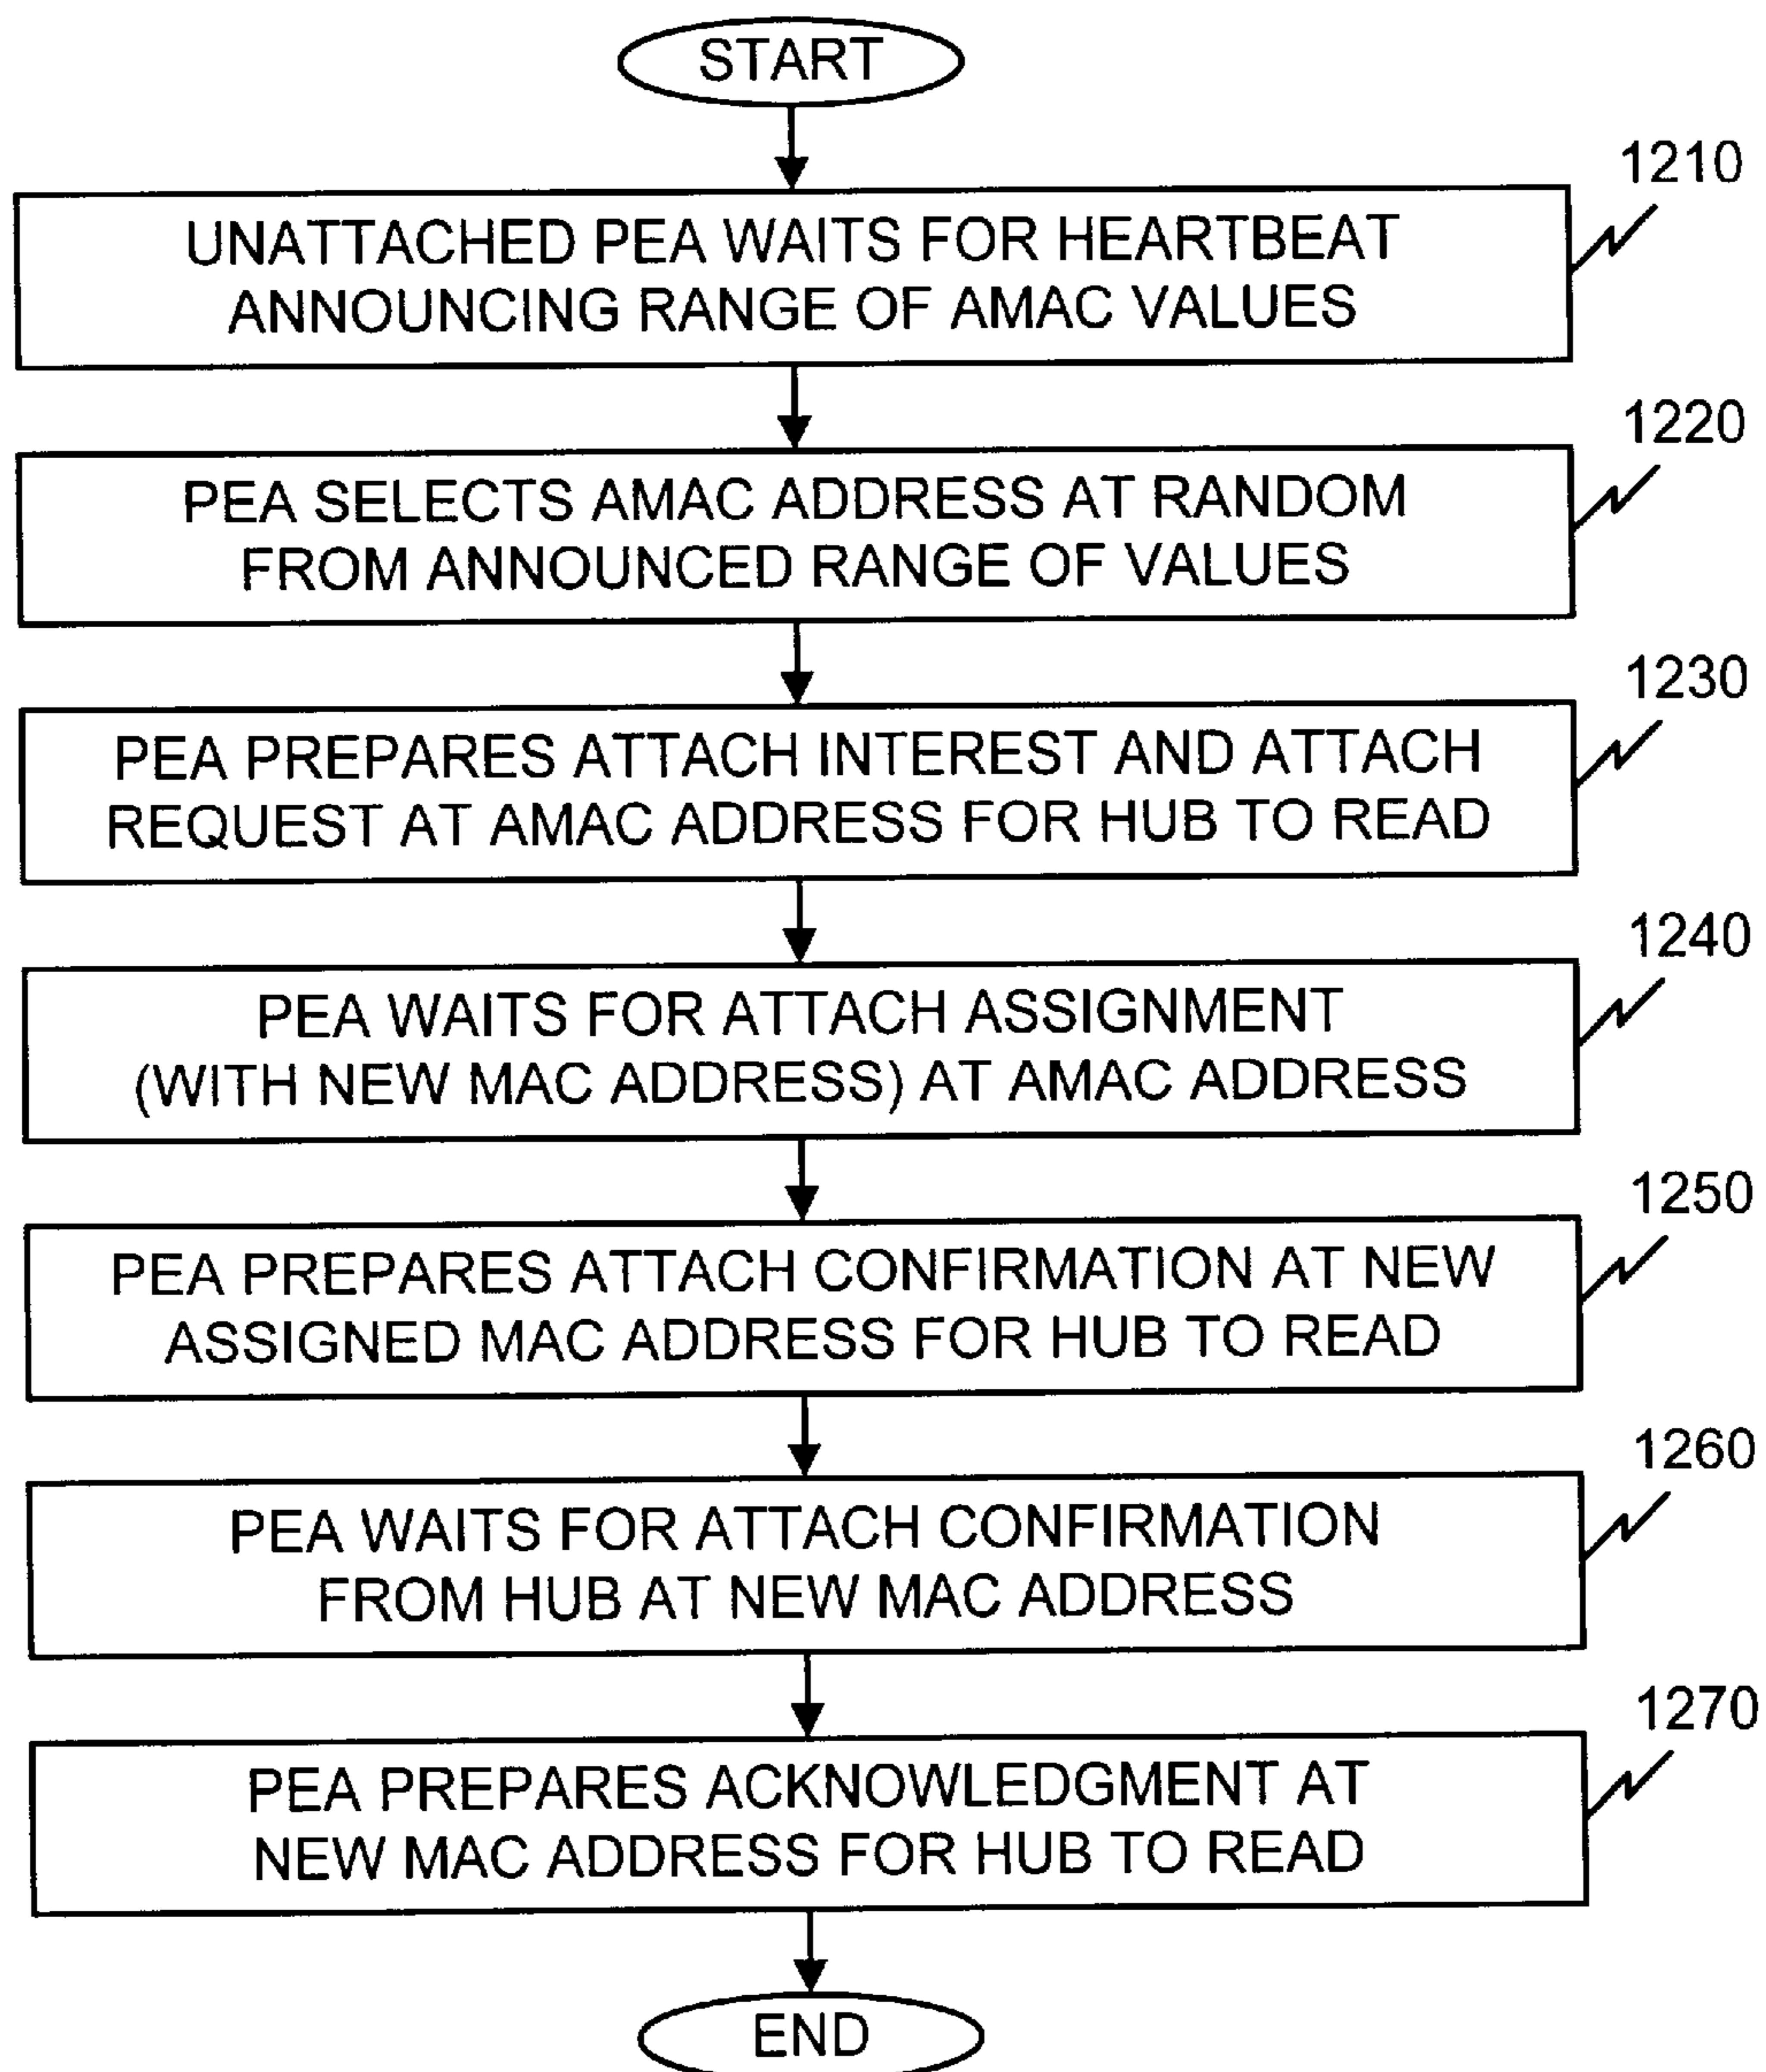 START
1210
UNATTACHED PEA WAITS FOR HEARTBEAT
ANNOUNCING RANGE OF AMAC VALUES
1220
PEA SELECTS AMAC ADDRESS AT RANDOM
FROM ANNOUNCED RANGE OF VALUES
1230
PEA PREPARES ATTACH INTEREST AND ATTACH
REQUEST AT AMAC ADDRESS FOR HUB TO READ
1240
PEA WAITS FOR ATTACH ASSIGNMENT
(WITH NEW MAC ADDRESS) AT AMAC ADDRESS
1250
PEA PREPARES ATTACH CONFIRMATION AT NEW
ASSIGNED MAC ADDRESS FOR HUB TO READ
1260
PEA WAITS FOR ATTACH CONFIRMATION
FROM HUB AT NEW MAC ADDRESS
1270
PEA PREPARES ACKNOWLEDGMENT AT
NEW MAC ADDRESS FOR HUB TO READ
END